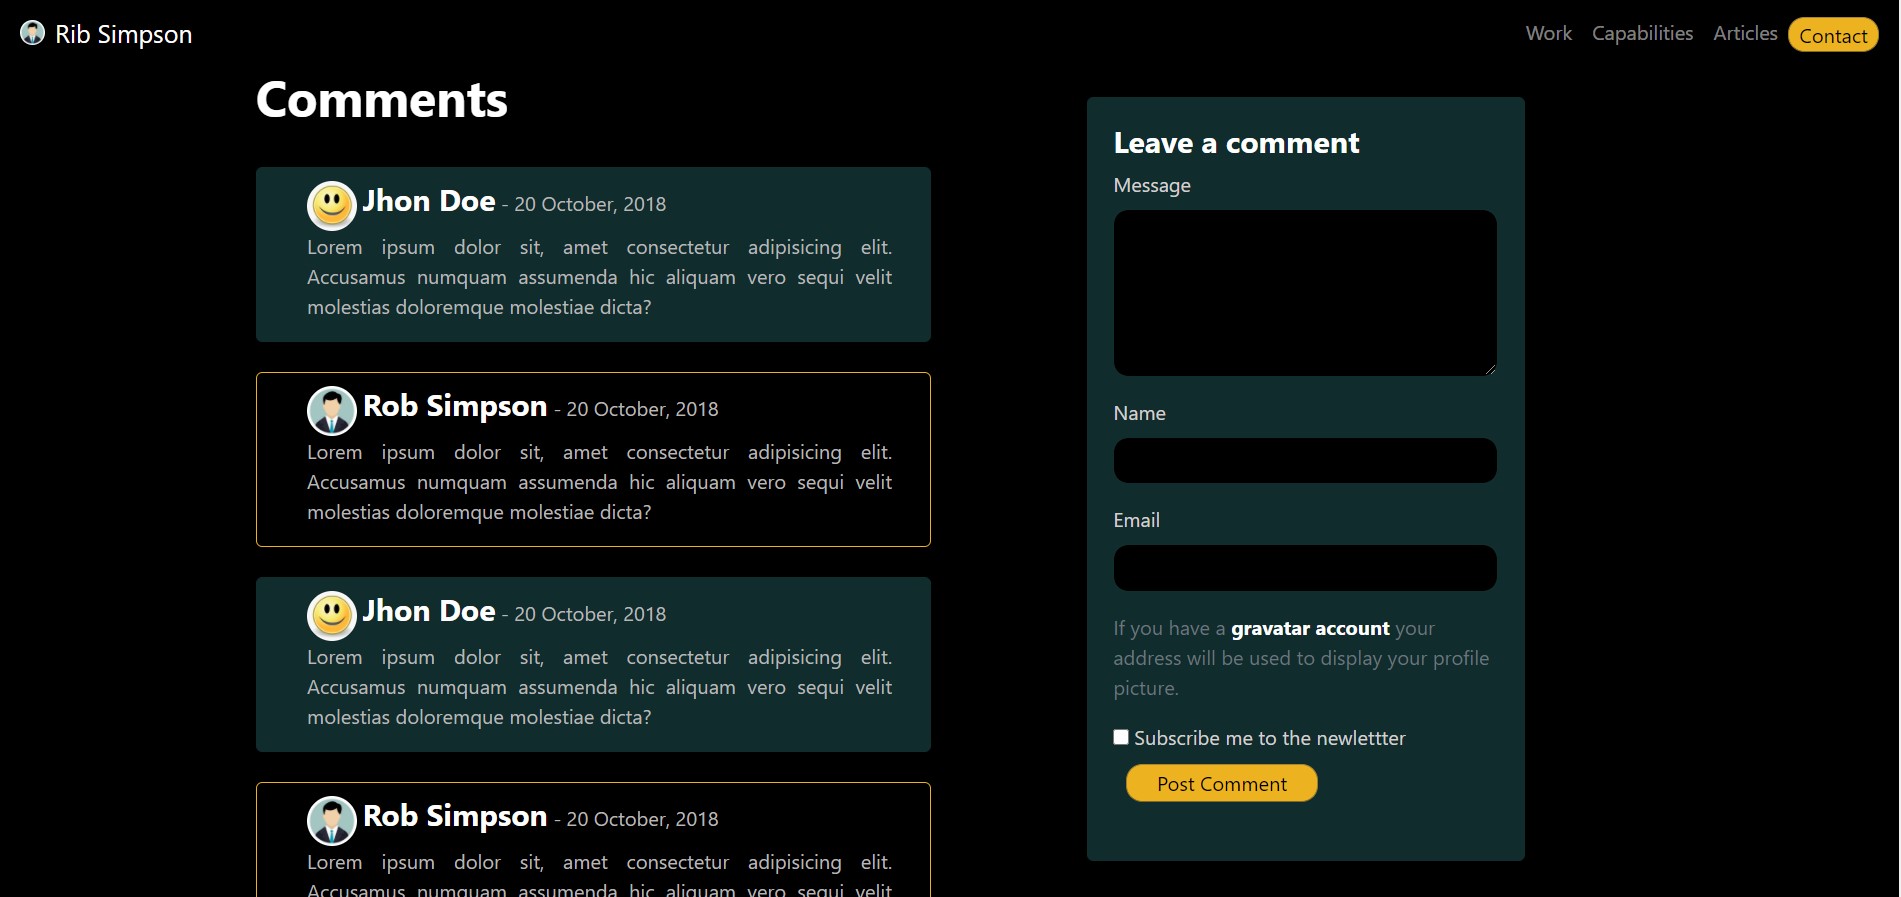 Rib Simpson
Work Capabilities Articles Contact
Comments
Jhon Doe - 20 October, 2018
Lorem ipsum dolor sit, amet consectetur adipisicing elit.
Accusamus numquam assumenda hic aliquam vero sequi velit
molestias doloremque molestiae dicta?
Rob Simpson - 20 October, 2018
Lorem ipsum dolor sit, amet consectetur adipisicing elit.
Accusamus numquam assumenda hic aliquam vero sequi velit
molestias doloremque molestiae dicta?
Jhon Doe - 20 October, 2018
Lorem ipsum dolor sit, amet consectetur adipisicing elit.
Accusamus numquam assumenda hic aliquam vero sequi velit
molestias doloremque molestiae dicta?
Rob Simpson - 20 October, 2018
Lorem ipsum dolor sit, amet consectetur adipisicing elit.
Accusamus numquam assumenda hic aliquam vero sequi velit
Leave a comment
Message
Name
Email
If you have a gravatar account your
address will be used to display your profile
picture.
Subscribe me to the newlettter
Post Comment